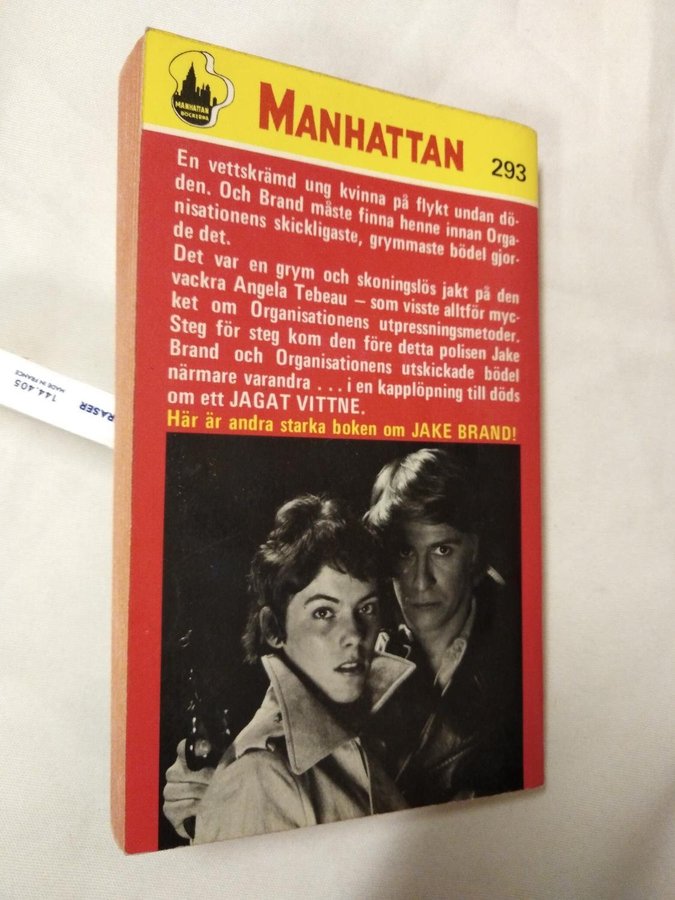 MANHATTAN
BÖCKERNA
MANHATTAN
293
En vettskrämd ung kvinna på flykt undan dö-
den. Och Brand måste finna henne innan Orga-
nisationens skickligaste, grymmaste bödel gjor-
de det.
Det var en grym och skoningslös jakt på den
vackra Angela Tebeau – som visste alltför myc-
ket om Organisationens utpressningsmetoder.
Steg för steg kom den före detta polisen Jake
Brand och Organisationens utskickade bödel
närmare varandra . . . i en kapplöpning till döds
om ett JAGAT VITTNE.
Här är andra starka boken om JAKE BRAND!
RASER
144.405
MADE IN FRANCE